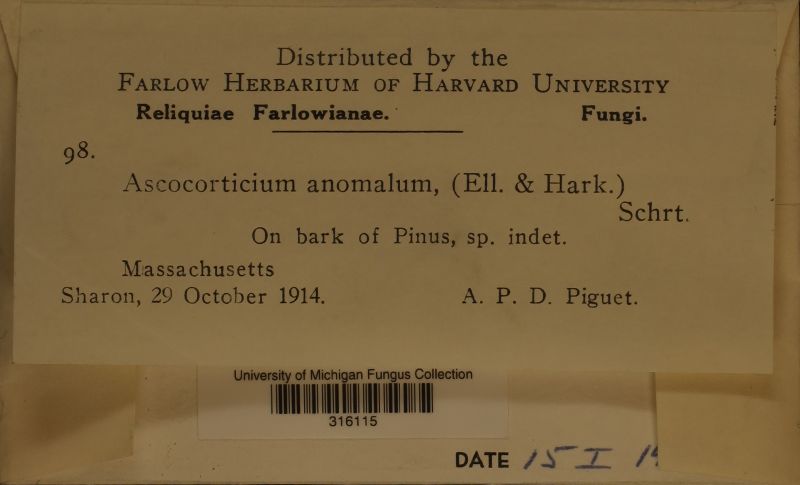 Distributed by the
FARLOW HERBARIUM OF HARVARD UNIVERSITY
Reliquiae Farlowianae. Fungi.
98.
Ascocorticium anomalum, (Ell. & Hark.)
Schrt.
On bark of Pinus, sp. indet.
Massachusetts
Sharon, 29 October 1914. A. P. D. Piguet.
University of Michigan Fungus Collection
316115
DATE 15 I